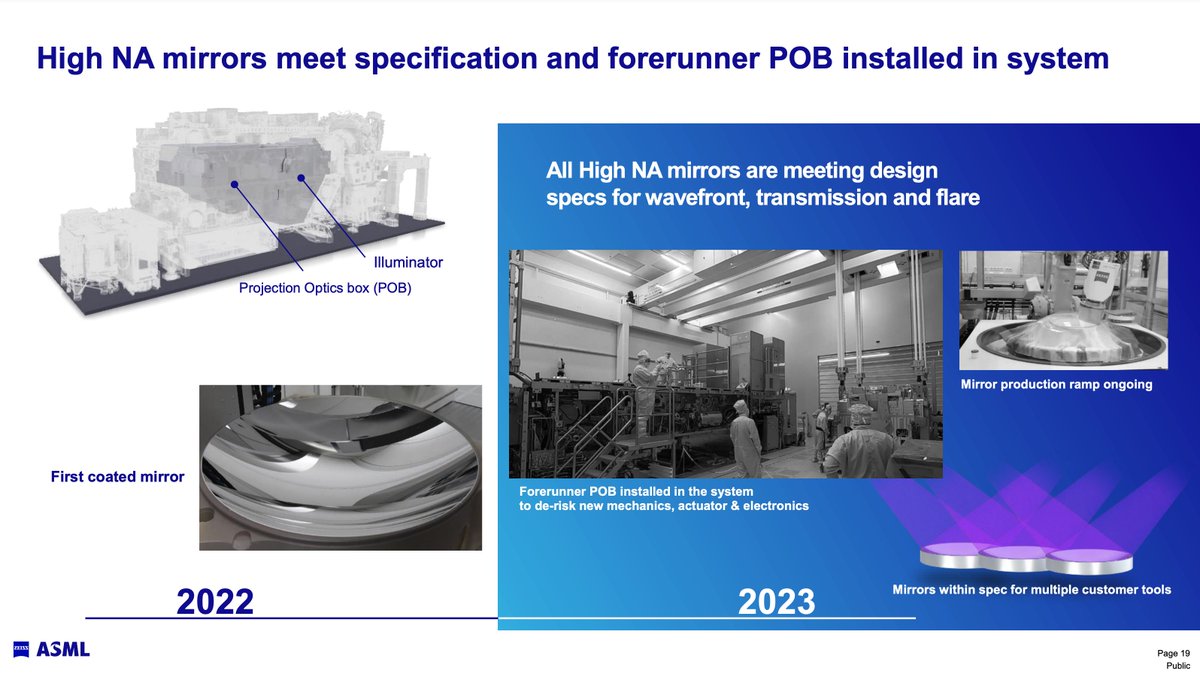 High NA mirrors meet specification and forerunner POB installed in system
Illuminator
Projection Optics box (POB)
First coated mirror
2022
All High NA mirrors are meeting design
specs for wavefront, transmission and flare
Forerunner POB installed in the system
to de-risk new mechanics, actuator & electronics
Mirror production ramp ongoing
Mirrors within spec for multiple customer tools
2023
ZEISS ASML
Page 19
Public